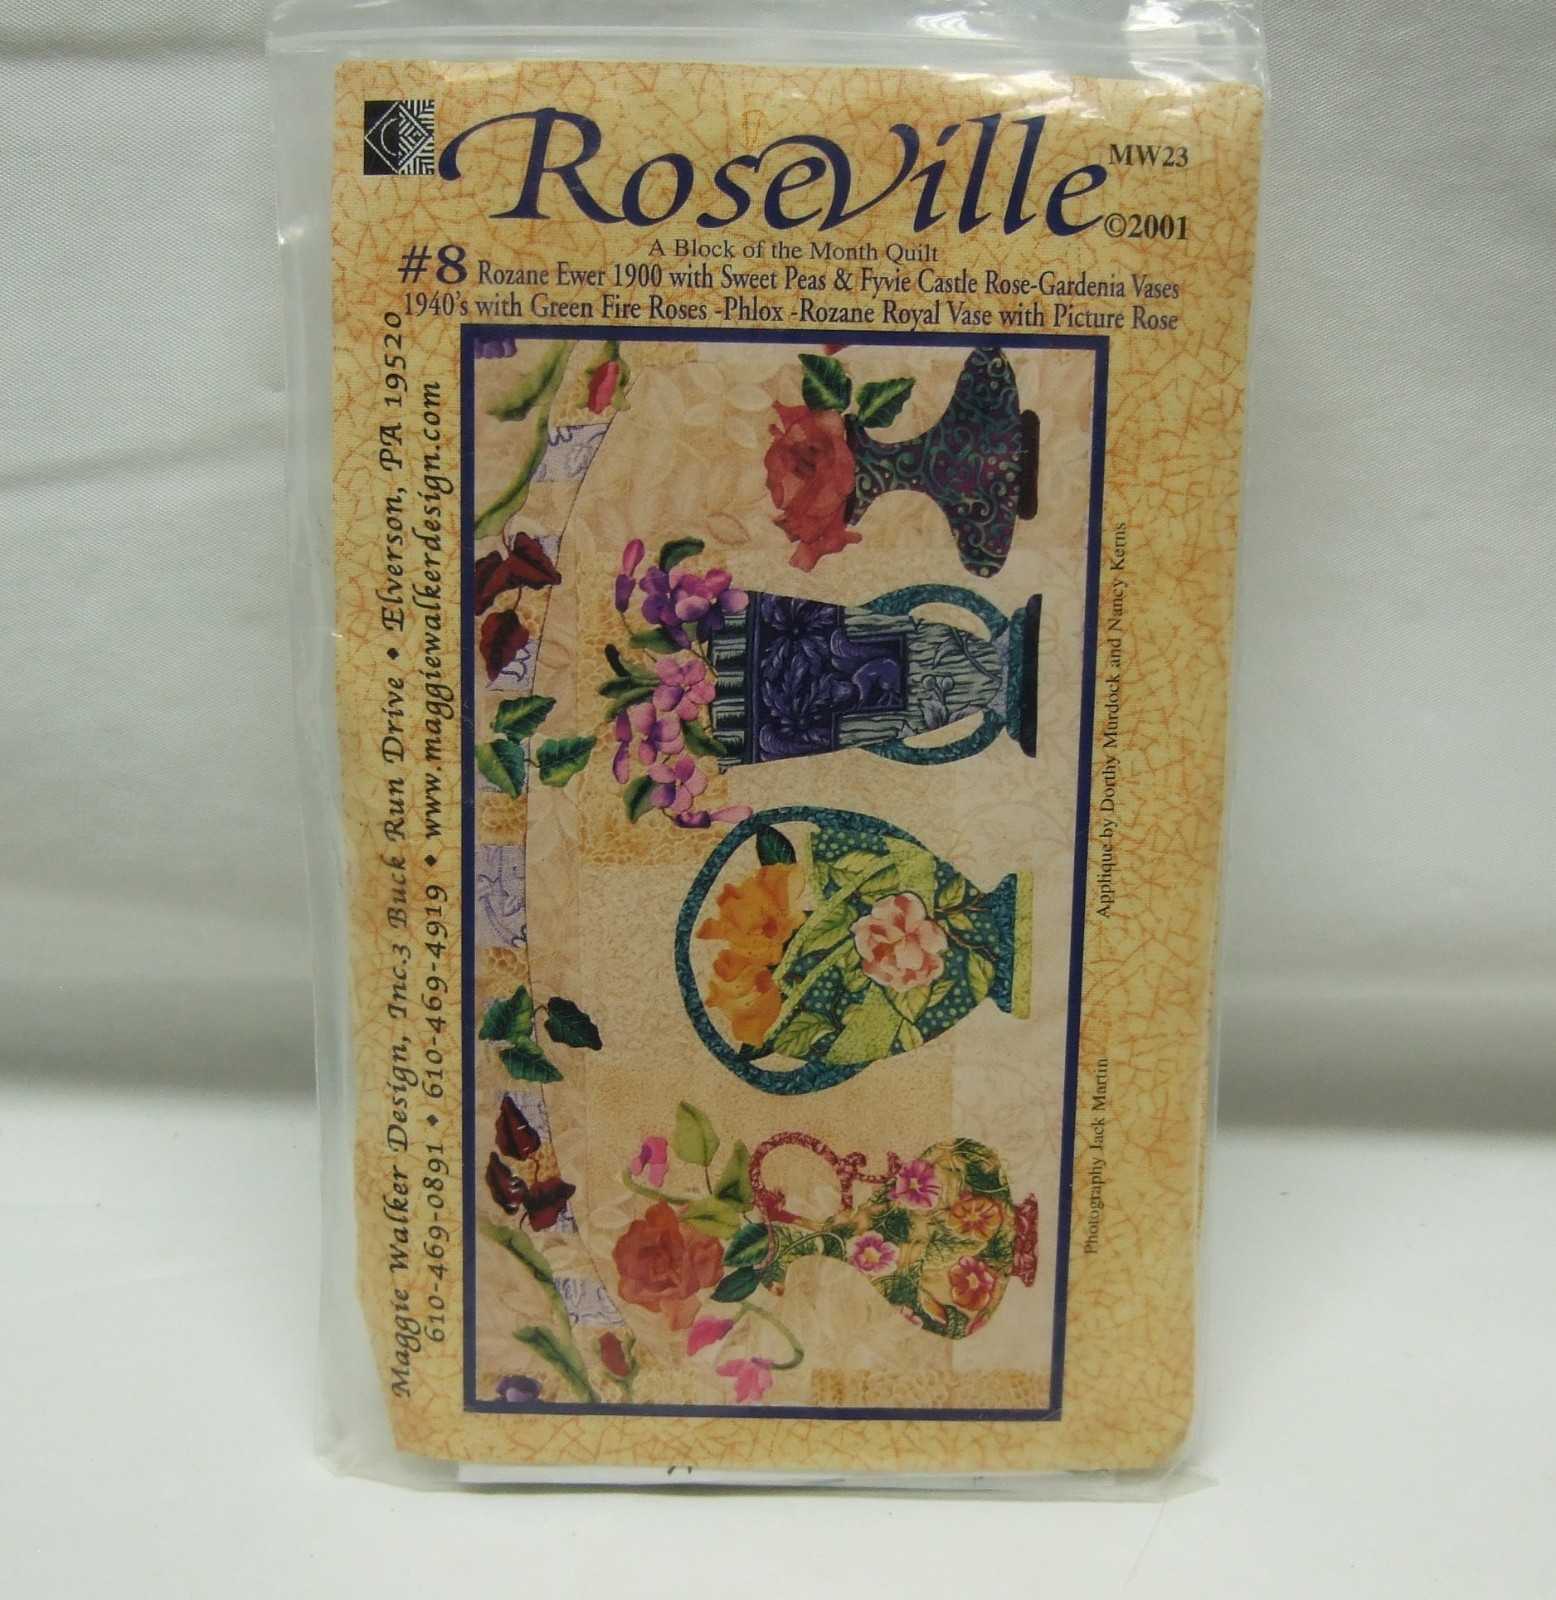 RoseVille
MW23
©2001
A Block of the Month Quilt
#8 Rozane Ewer 1900 with Sweet Peas & Fyvie Castle Rose-Gardenia Vases
1940's with Green Fire Roses -Phlox -Rozane Royal Vase with Picture Rose
Maggie Walker Design, Inc.3 Buck Run Drive ♦ Elverson, PA 19520
610-469-0891 ♦ 610-469-4919 ♦ www.maggiewalkerdesign.com
Applique by Dorthy Murdock and Nancy Kerns
Photography Jack Martin